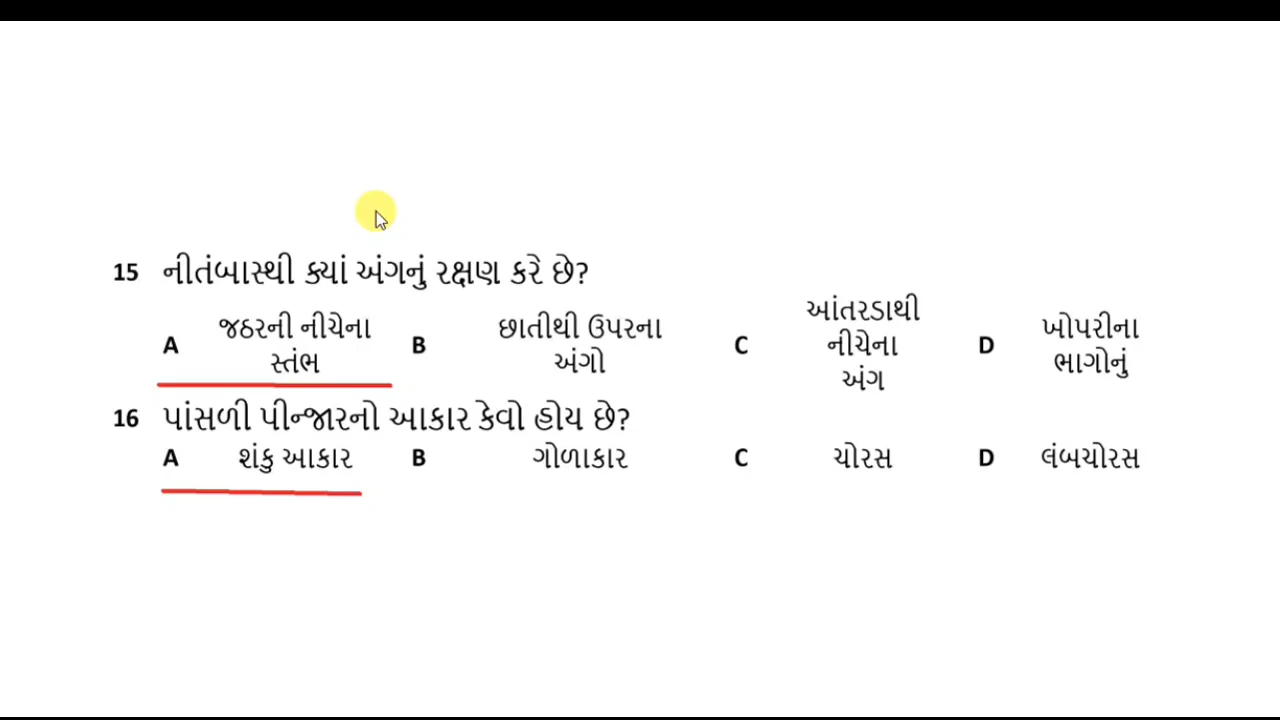 15 નીતંબાસ્થી ક્યાં અંગનું રક્ષણ કરે છે?
A જઠરની નીચેના સ્તંભ B છાતીથી ઉપરના અંગો C આંતરડાથી નીચેના અંગ D ખોપરીના ભાગોનું
16 પાંસળી પીન્જારનો આકાર કેવો હોય છે?
A શંકુ આકાર B ગોળાકાર C ચોરસ D લંબચોરસ